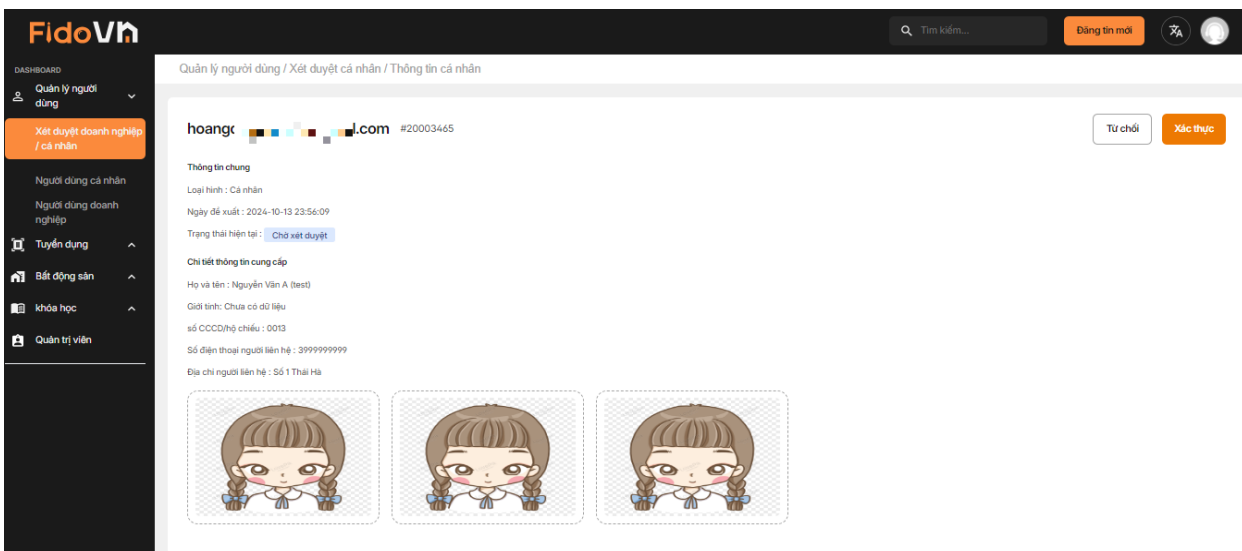 FidoVn
Tìm kiếm...
Đăng tin mới
DASHBOARD
Quản lý người
dùng
Xét duyệt doanh nghiệp
/ cá nhân
Người dùng cá nhân
Người dùng doanh
nghiệp
Tuyển dụng
Bất động sản
khóa học
Quản trị viên
Quản lý người dùng / Xét duyệt cá nhân / Thông tin cá nhân
hoang l.com #20003465
Từ chối
Xác thực
Thông tin chung
Loại hình : Cá nhân
Ngày đề xuất : 2024-10-13 23:56:09
Trạng thái hiện tại : Chờ xét duyệt
Chi tiết thông tin cung cấp
Họ và tên : Nguyễn Văn A (test)
Giới tính: Chưa có dữ liệu
số CCCD/hộ chiếu : 0013
Số điện thoại người liên hệ : 3999999999
Địa chỉ người liên hệ : Số 1 Thái Hà